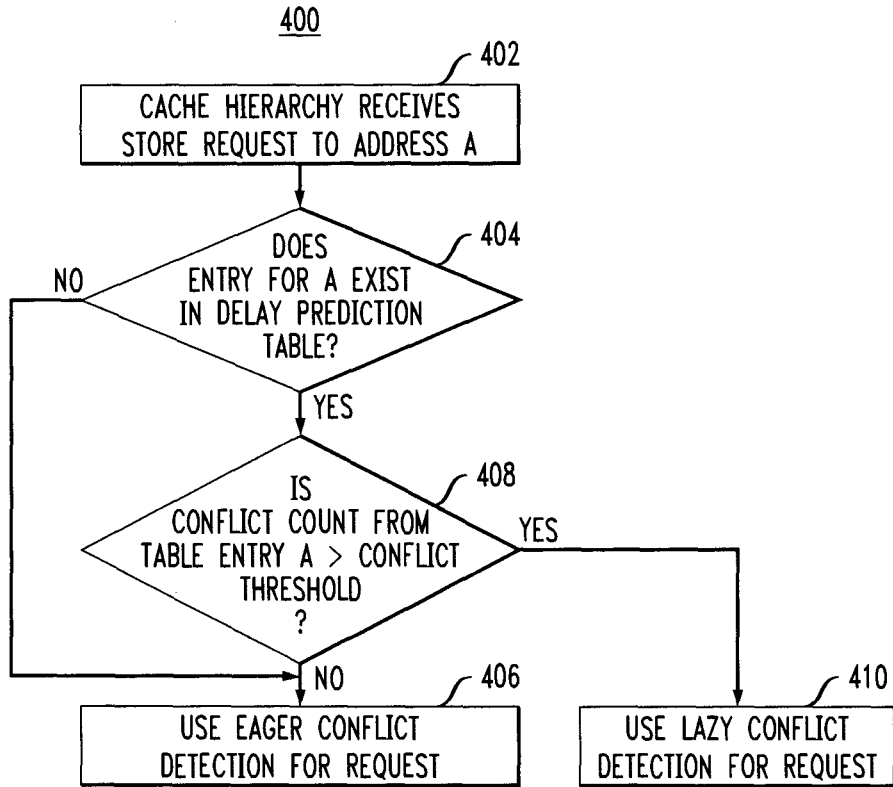 400
402
CACHE HIERARCHY RECEIVES
STORE REQUEST TO ADDRESS A
404
DOES
ENTRY FOR A EXIST
IN DELAY PREDICTION
TABLE?
NO
YES
408
IS
CONFLICT COUNT FROM
TABLE ENTRY A > CONFLICT
THRESHOLD
?
YES
NO
406
USE EAGER CONFLICT
DETECTION FOR REQUEST
410
USE LAZY CONFLICT
DETECTION FOR REQUEST